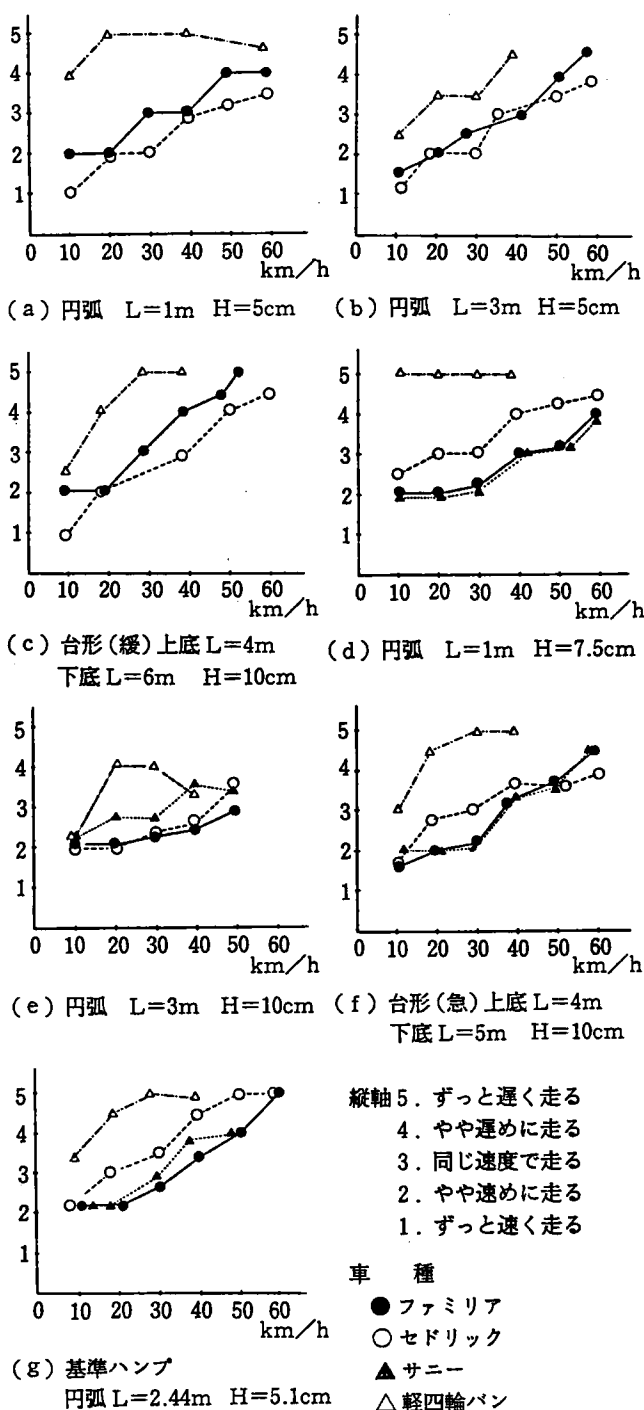 5
4
3
2
1
0 10 20 30 40 50 60
km/h
(a) 円弧 L=1m H=5cm
5
4
3
2
1
0 10 20 30 40 50 60
km/h
(b) 円弧 L=3m H=5cm
5
4
3
2
1
0 10 20 30 40 50 60
km/h
(c) 台形(緩)上底L=4m
下底L=6m H=10cm
5
4
3
2
1
0 10 20 30 40 50 60
km/h
(d) 円弧 L=1m H=7.5cm
5
4
3
2
1
0 10 20 30 40 50 60
km/h
(e) 円弧 L=3m H=10cm
5
4
3
2
1
0 10 20 30 40 50 60
km/h
(f) 台形(急)上底L=4m
下底L=5m H=10cm
5
4
3
2
1
0 10 20 30 40 50 60
km/h
(g) 基準ハンプ
円弧 L=2.44m H=5.1cm
縦軸 5. ずっと遅く走る
4. やや遅めに走る
3. 同じ速度で走る
2. やや速めに走る
1. ずっと速く走る
車 種
●ファミリア
○セドリック
▲サニー
△軽四輪バン